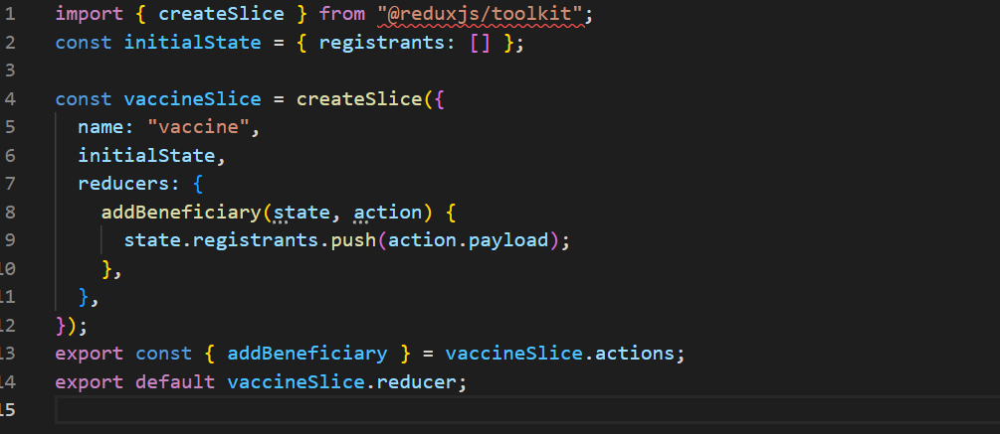 1 import { createSlice } from "@reduxjs/toolkit";
2 const initialState = { registrants: [] };
3
4 const vaccineSlice = createSlice({
5   name: "vaccine",
6   initialState,
7   reducers: {
8     addBeneficiary(state, action) {
9       state.registrants.push(action.payload);
10     },
11   },
12 });
13 export const { addBeneficiary } = vaccineSlice.actions;
14 export default vaccineSlice.reducer;
15